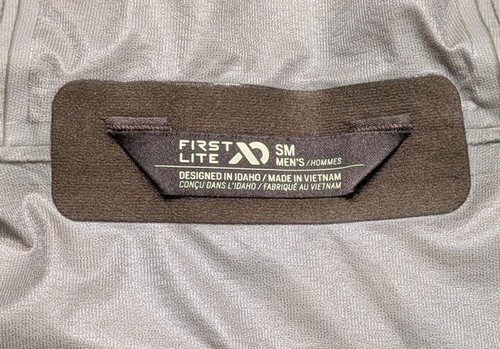 FIRST LITE SM
MEN'S / HOMMES
DESIGNED IN IDAHO / MADE IN VIETNAM
CONÇU DANS L'IDAHO / FABRIQUÉ AU VIETNAM